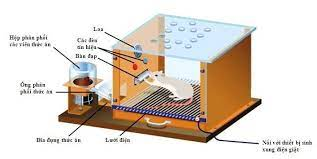 Loa
Hộp phân phối
các viên thức ăn
Các đèn
tín hiệu
Bàn đạp
Ống phân
phối thức ăn
Đĩa đựng thức ăn
Lưới điện
Nối với thiết bị sinh
xung điện giật